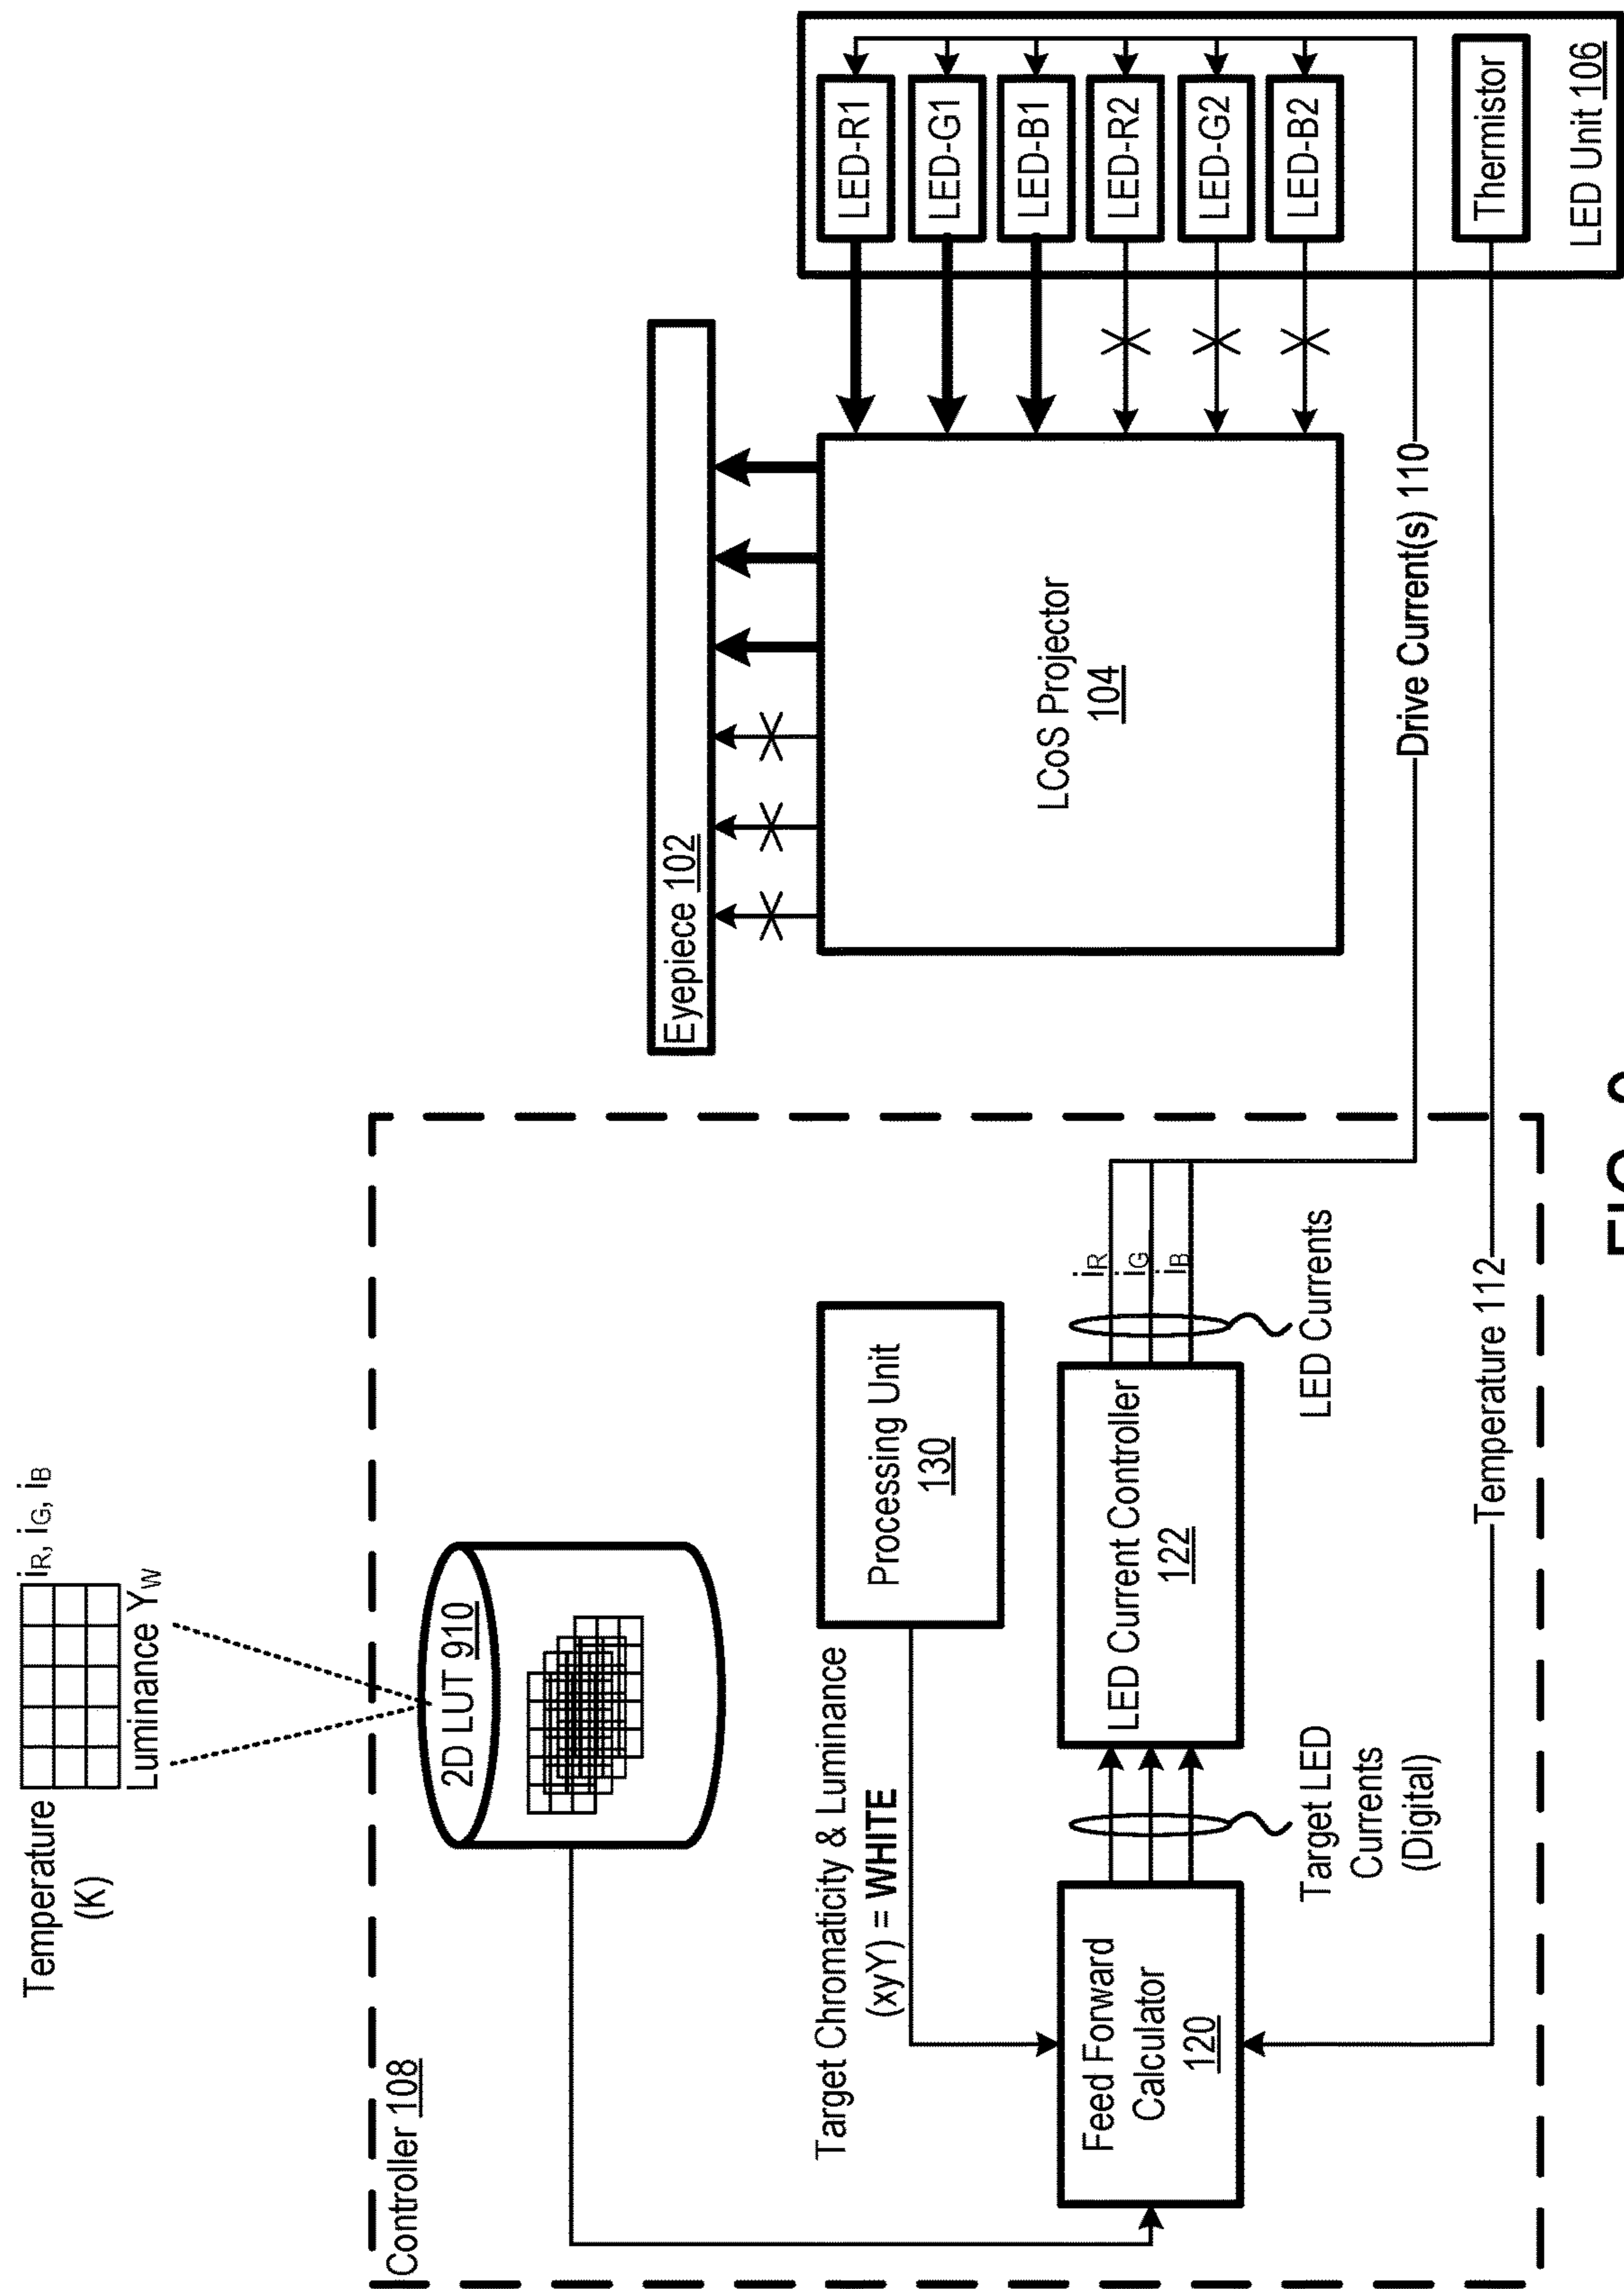 Temperature
(K)
iR, iG, iB
Luminance YW
Controller 108
2D LUT 910
Eyepiece 102
Target Chromaticity & Luminance
(xyY) = WHITE
Processing Unit
130
LCoS Projector
104
LED-R1
LED-G1
LED-B1
LED-R2
LED-G2
LED-B2
Thermistor
LED Unit 106
Feed Forward
Calculator
120
LED Current Controller
122
iR
iG
iB
Target LED
Currents
(Digital)
LED Currents
Drive Current(s) 110
Temperature 112